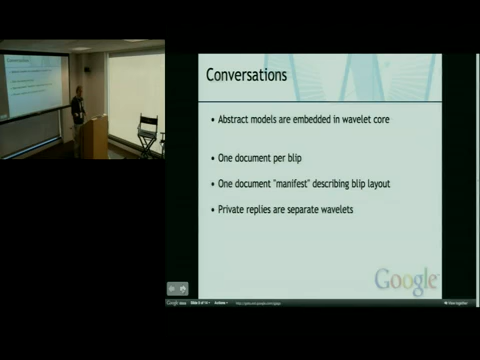 Conversations
• Abstract models are embedded in wavelet core
• One document per blip
• One document "manifest" describing blip layout
• Private replies are separate wavelets
Google